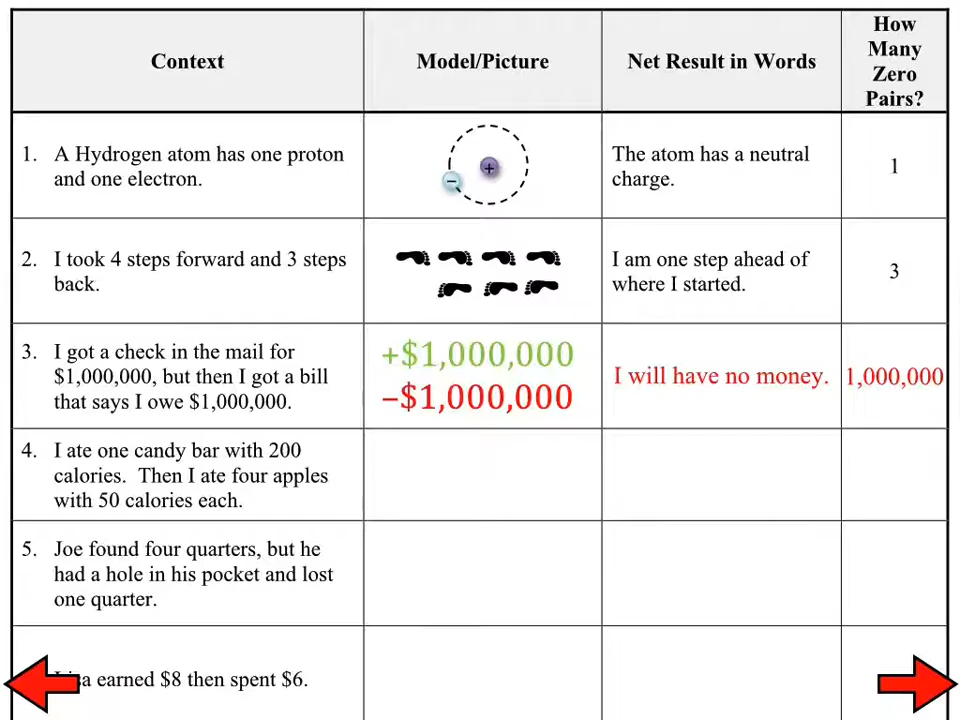 Context
Model/Picture
Net Result in Words
How
Many
Zero
Pairs?
1. A Hydrogen atom has one proton
and one electron.
+
−
The atom has a neutral
charge.
1
2. I took 4 steps forward and 3 steps
back.
I am one step ahead of
where I started.
3
3. I got a check in the mail for
$1,000,000, but then I got a bill
that says I owe $1,000,000.
+$1,000,000
−$1,000,000
I will have no money.
1,000,000
4. I ate one candy bar with 200
calories. Then I ate four apples
with 50 calories each.
5. Joe found four quarters, but he
had a hole in his pocket and lost
one quarter.
earned $8 then spent $6.